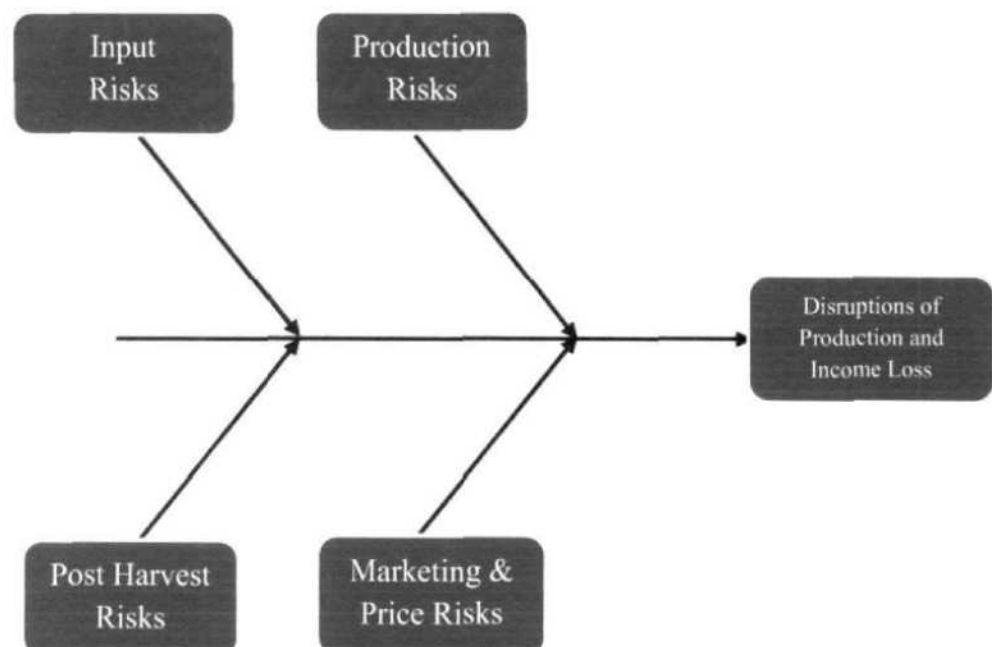 Input
Risks
Production
Risks
Disruptions of
Production and
Income Loss
Post Harvest
Risks
Marketing &
Price Risks